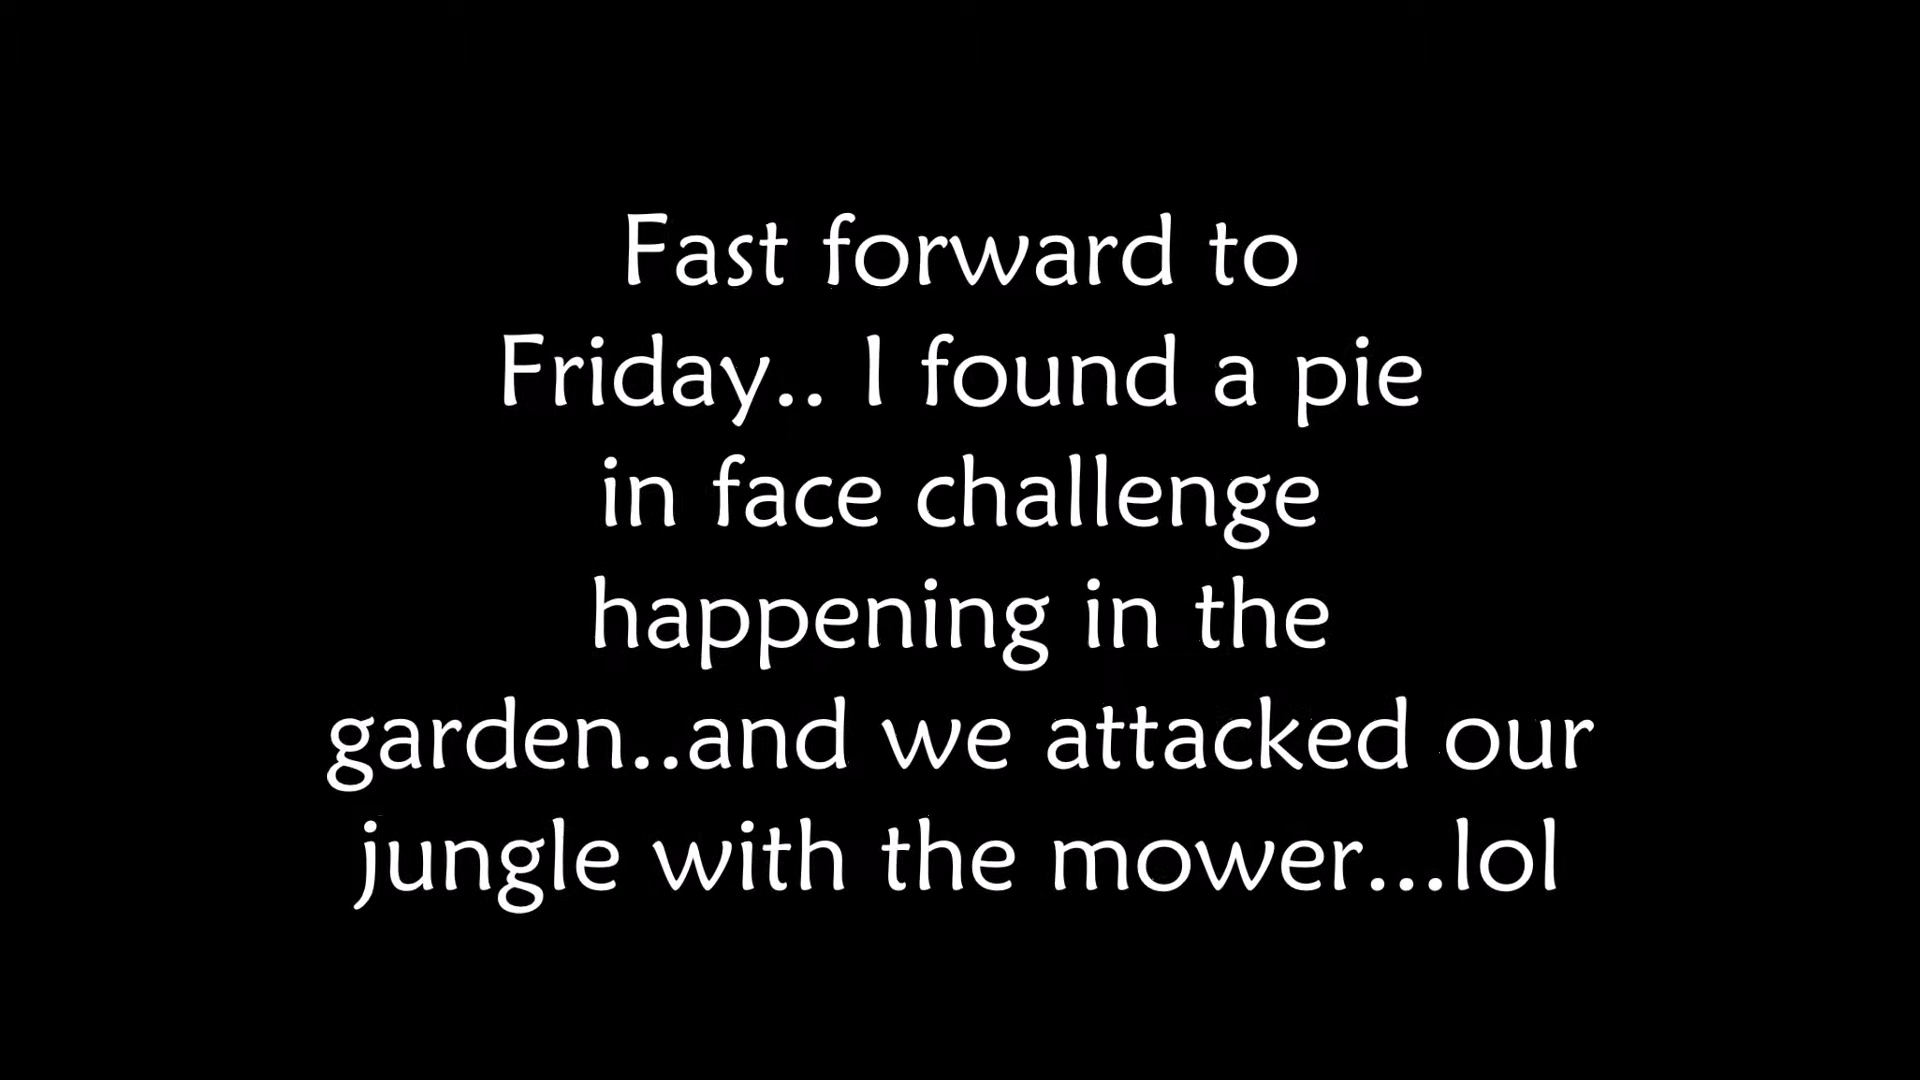 Fast forward to
Friday.. I found a pie
in face challenge
happening in the
garden..and we attacked our
jungle with the mower...lol